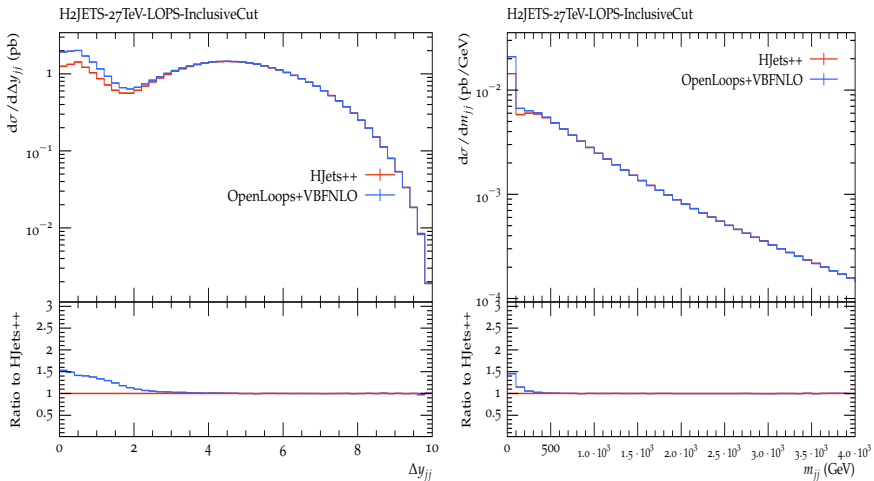 H2JETS-27TeV-LOPS-InclusiveCut
dσ/dΔy_jj (pb)
1
10^−1
10^−2
HJets++
OpenLoops+VBFNLO
Ratio to HJets++
3
2.5
2
1.5
1
0.5
0 2 4 6 8 10
Δy_jj
H2JETS-27TeV-LOPS-InclusiveCut
dσ/dm_jj (pb/GeV)
10^−2
10^−3
10^−4
HJets++
OpenLoops+VBFNLO
Ratio to HJets++
3
2.5
2
1.5
1
0.5
0 500 1.0 · 10^3 1.5 · 10^3 2.0 · 10^3 2.5 · 10^3 3.0 · 10^3 3.5 · 10^3 4.0 · 10^3
m_jj (GeV)